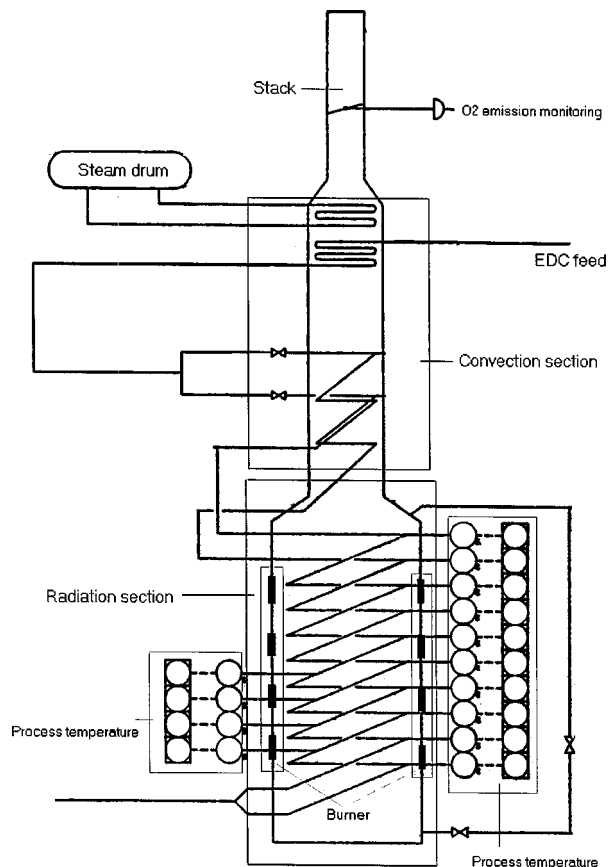 Stack
O2 emission monitoring
Steam drum
EDC feed
Convection section
Radiation section
Process temperature
Burner
Process temperature